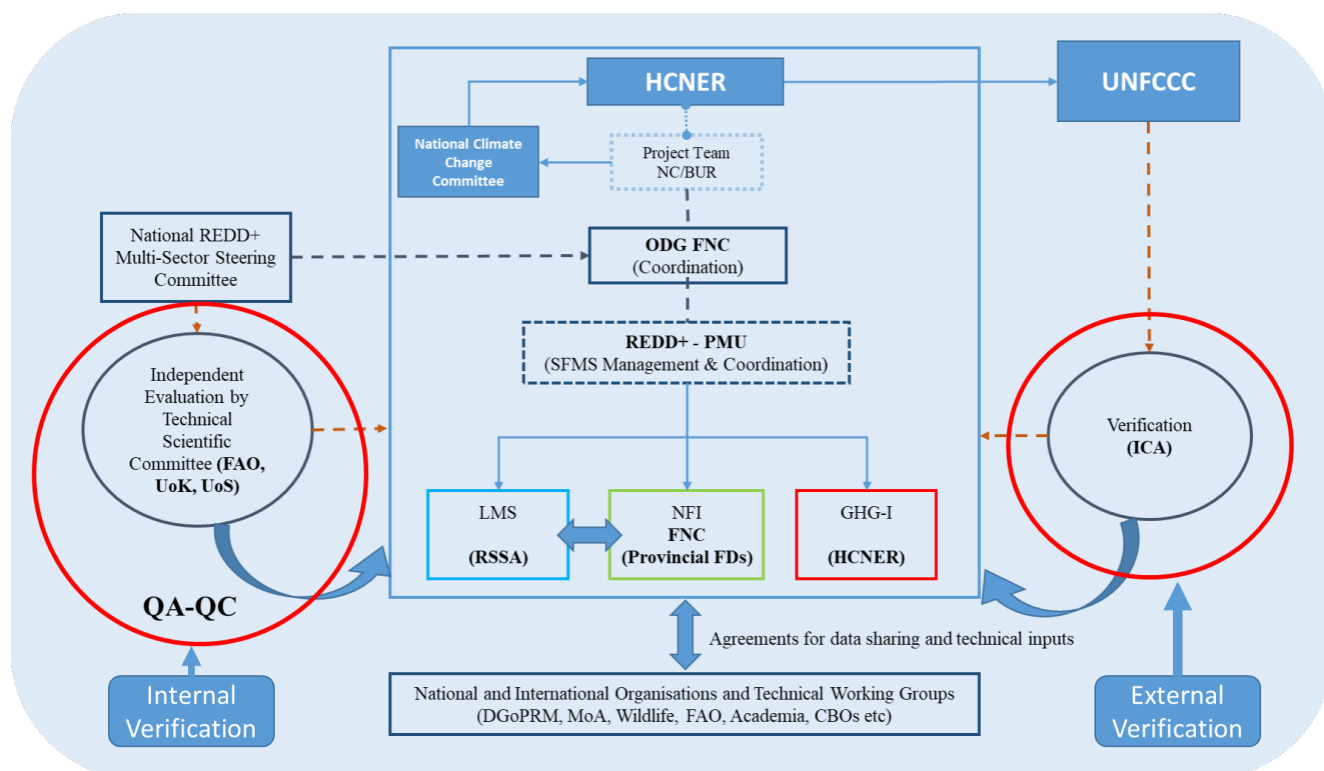 HCNER
UNFCCC
National Climate
Change
Committee
Project Team
NC/BUR
National REDD+
Multi-Sector Steering
Committee
ODG FNC
(Coordination)
REDD+ - PMU
(SFMS Management & Coordination)
Independent
Evaluation by
Technical
Scientific
Committee (FAO,
UoK, UoS)
Verification
(ICA)
LMS
(RSSA)
NFI
FNC
(Provincial FDs)
GHG-I
(HCNER)
QA-QC
Agreements for data sharing and technical inputs
Internal
Verification
National and International Organisations and Technical Working Groups
(DGoPRM, MoA, Wildlife, FAO, Academia, CBOs etc)
External
Verification